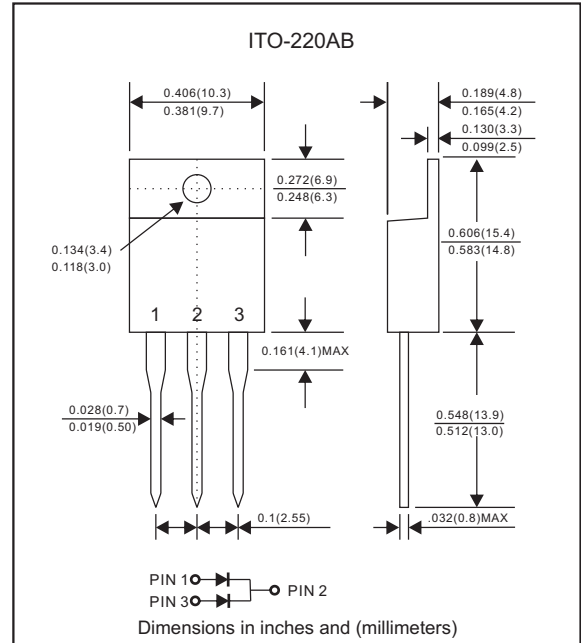 ITO-220AB
0.406(10.3)
0.381(9.7)
0.189(4.8)
0.165(4.2)
0.130(3.3)
0.099(2.5)
0.272(6.9)
0.248(6.3)
0.134(3.4)
0.118(3.0)
0.606(15.4)
0.583(14.8)
1 2 3
0.161(4.1)MAX
0.028(0.7)
0.019(0.50)
0.548(13.9)
0.512(13.0)
0.1(2.55)
.032(0.8)MAX
PIN 1
PIN 2
PIN 3
Dimensions in inches and (millimeters)